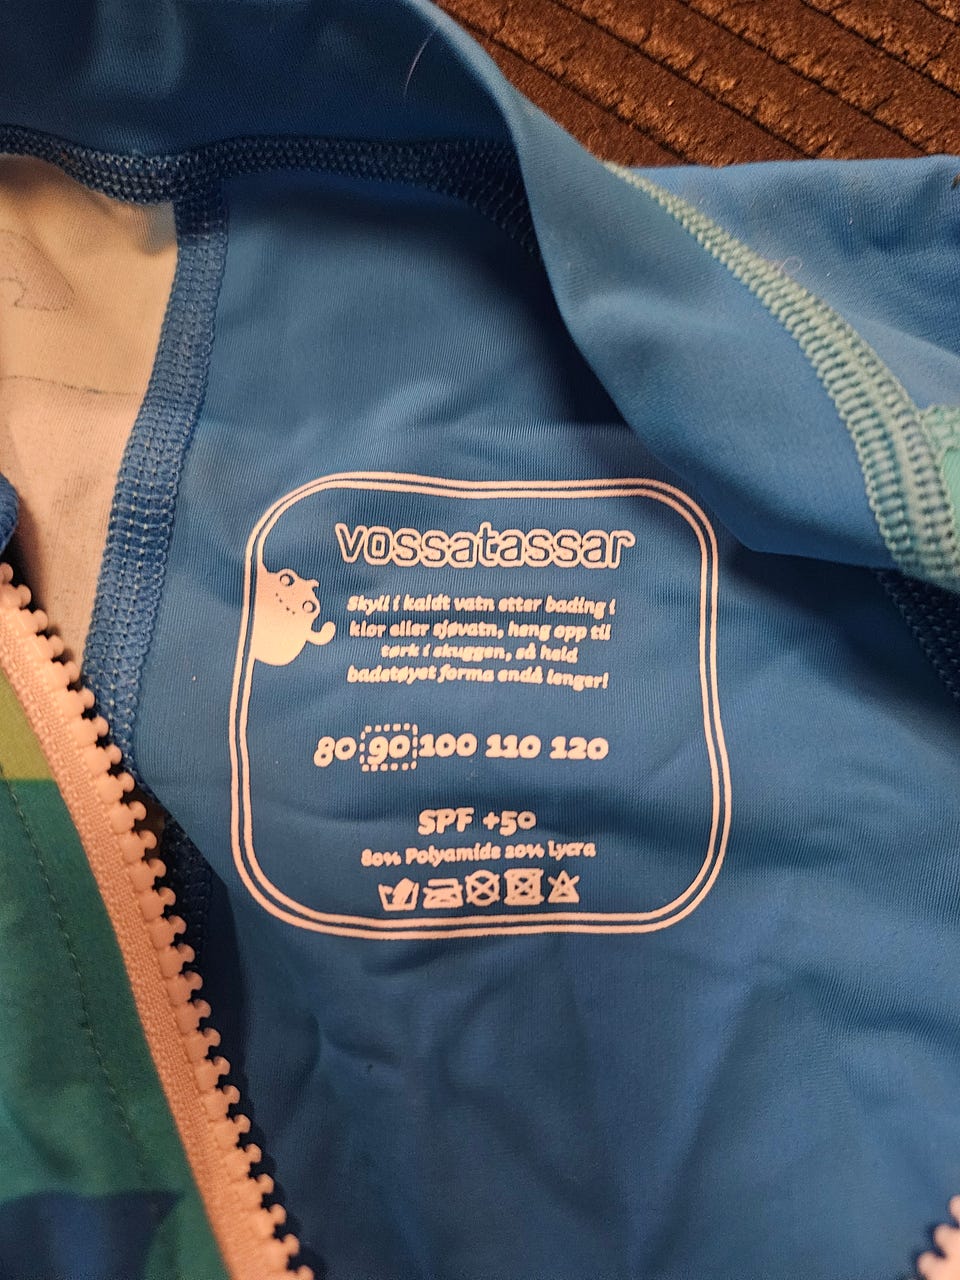 vossatassar
Skyll i kaldt vatn etter bading i
klor eller sjøvatn, heng opp til
tørk i skuggen, så held
badetøyet forma endå lenger!
80 90 100 110 120
SPF +50
80% Polyamide 20% Lycra